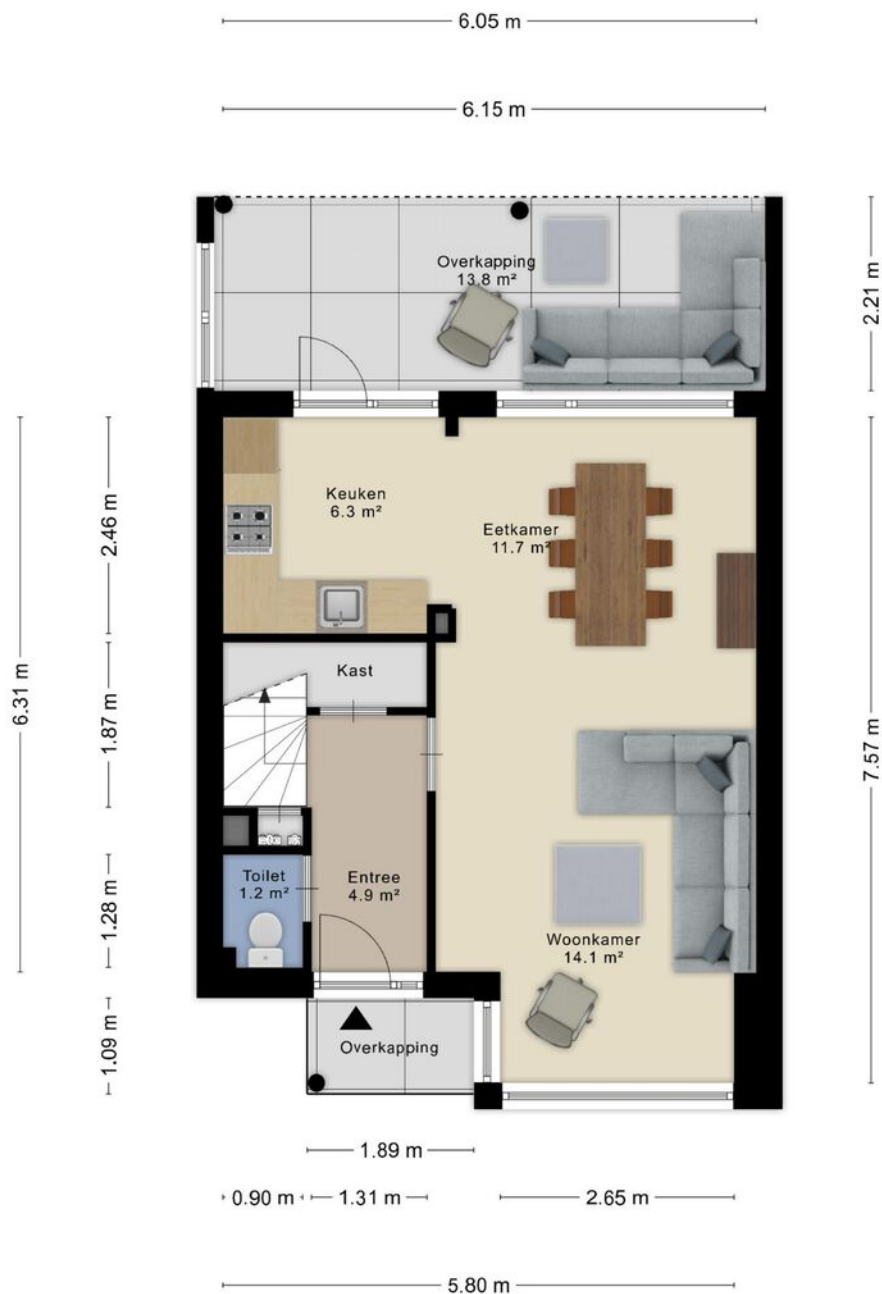 6.05 m
6.15 m
Overkapping
13.8 m²
2.21 m
Keuken
6.3 m²
Eetkamer
11.7 m²
2.46 m
Kast
6.31 m
1.87 m
7.57 m
Toilet
1.2 m²
Entree
4.9 m²
1.28 m
Woonkamer
14.1 m²
Overkapping
1.09 m
1.89 m
0.90 m
1.31 m
2.65 m
5.80 m